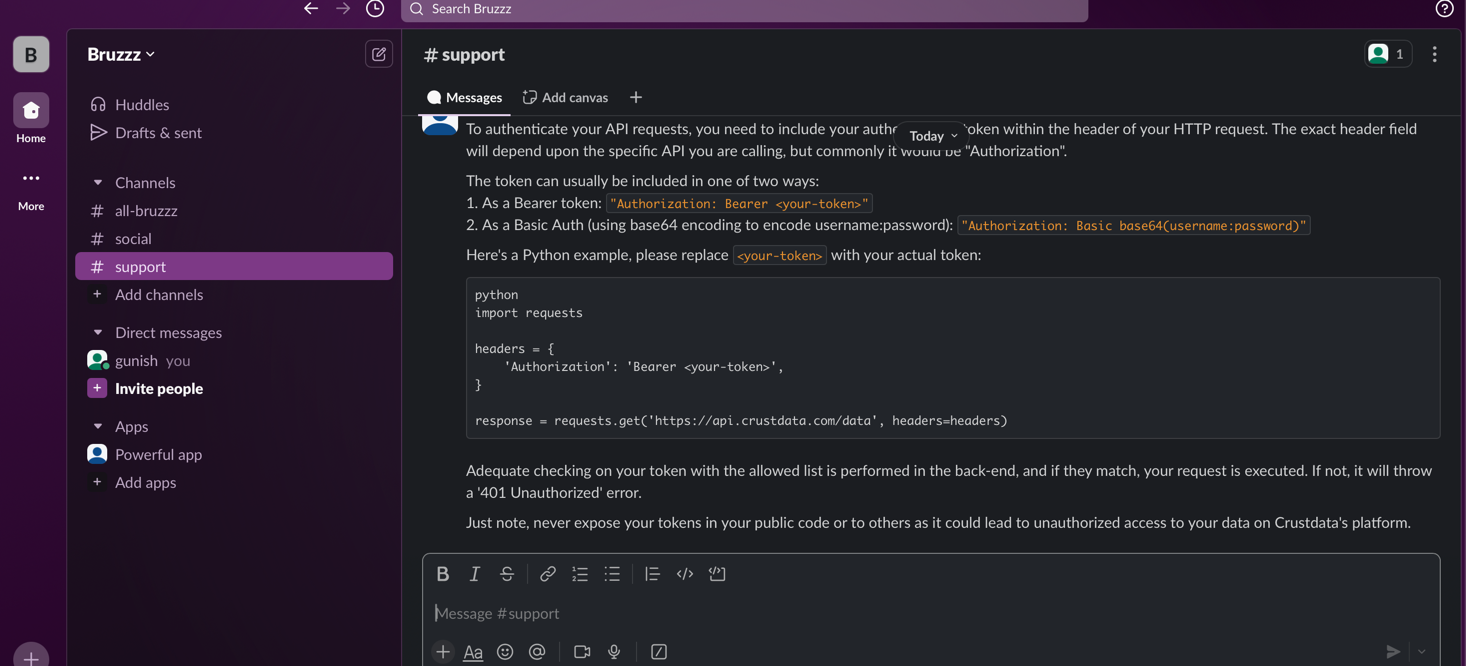 Search Bruzzz
B
Bruzzz
# support
1
Messages
Add canvas
Home
More
Huddles
Drafts & sent
Channels
# all-bruzzz
# social
# support
+ Add channels
Direct messages
gunish you
+ Invite people
Apps
Powerful app
+ Add apps
Today
To authenticate your API requests, you need to include your authe oken within the header of your HTTP request. The exact header field
will depend upon the specific API you are calling, but commonly it would be "Authorization".
The token can usually be included in one of two ways:
1. As a Bearer token: "Authorization: Bearer <your-token>"
2. As a Basic Auth (using base64 encoding to encode username:password): "Authorization: Basic base64(username:password)"
Here's a Python example, please replace <your-token> with your actual token:
python
import requests
headers = {
    'Authorization': 'Bearer <your-token>',
}
response = requests.get('https://api.crustdata.com/data', headers=headers)
Adequate checking on your token with the allowed list is performed in the back-end, and if they match, your request is executed. If not, it will throw
a '401 Unauthorized' error.
Just note, never expose your tokens in your public code or to others as it could lead to unauthorized access to your data on Crustdata's platform.
B I S
Message #support
+ Aa @